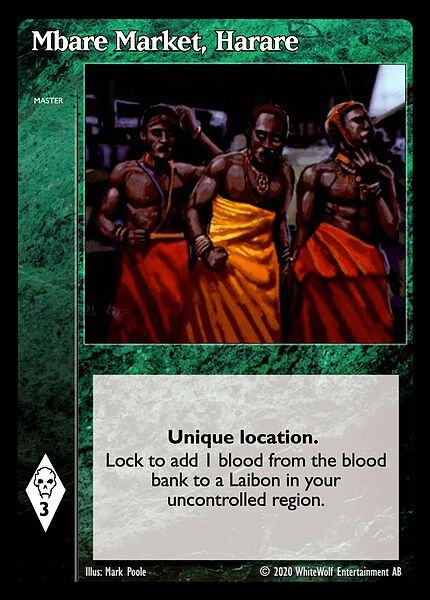 Mbare Market, Harare
MASTER
Unique location.
Lock to add 1 blood from the blood
bank to a Laibon in your
uncontrolled region.
3
Illus: Mark Poole
© 2020 WhiteWolf Entertainment AB